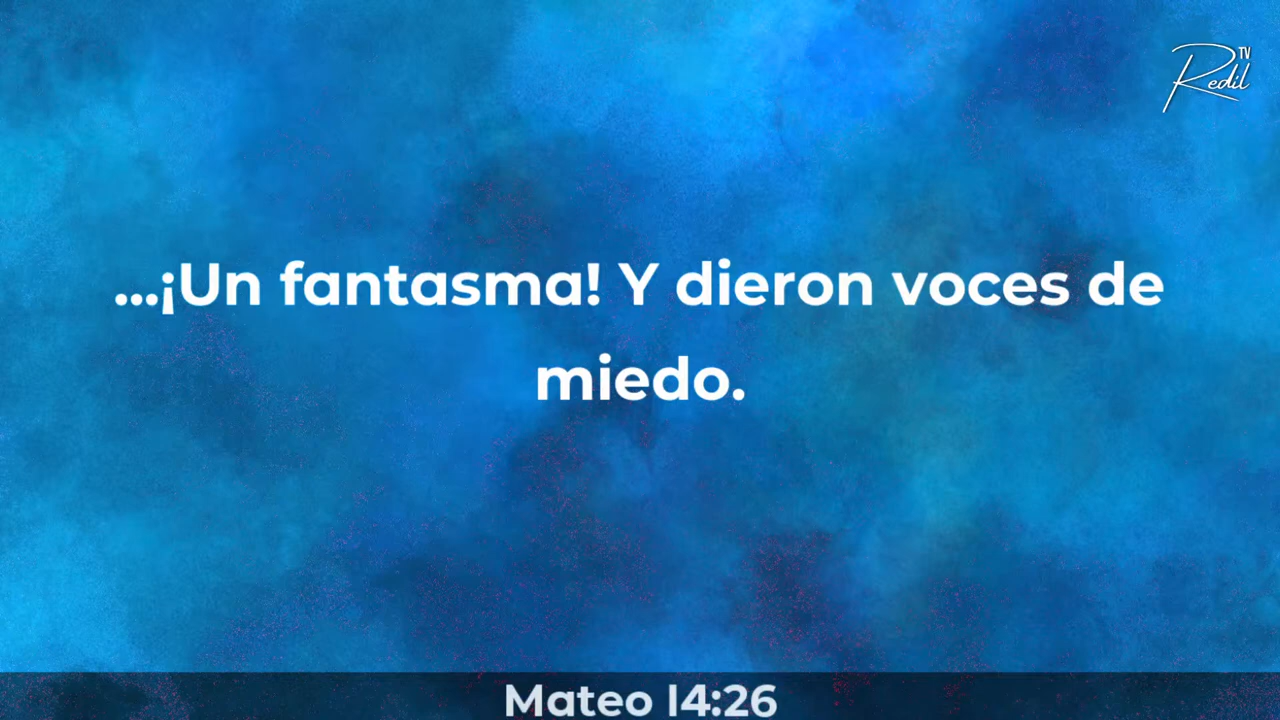 TV
Redil
...¡Un fantasma! Y dieron voces de
miedo.
Mateo 14:26